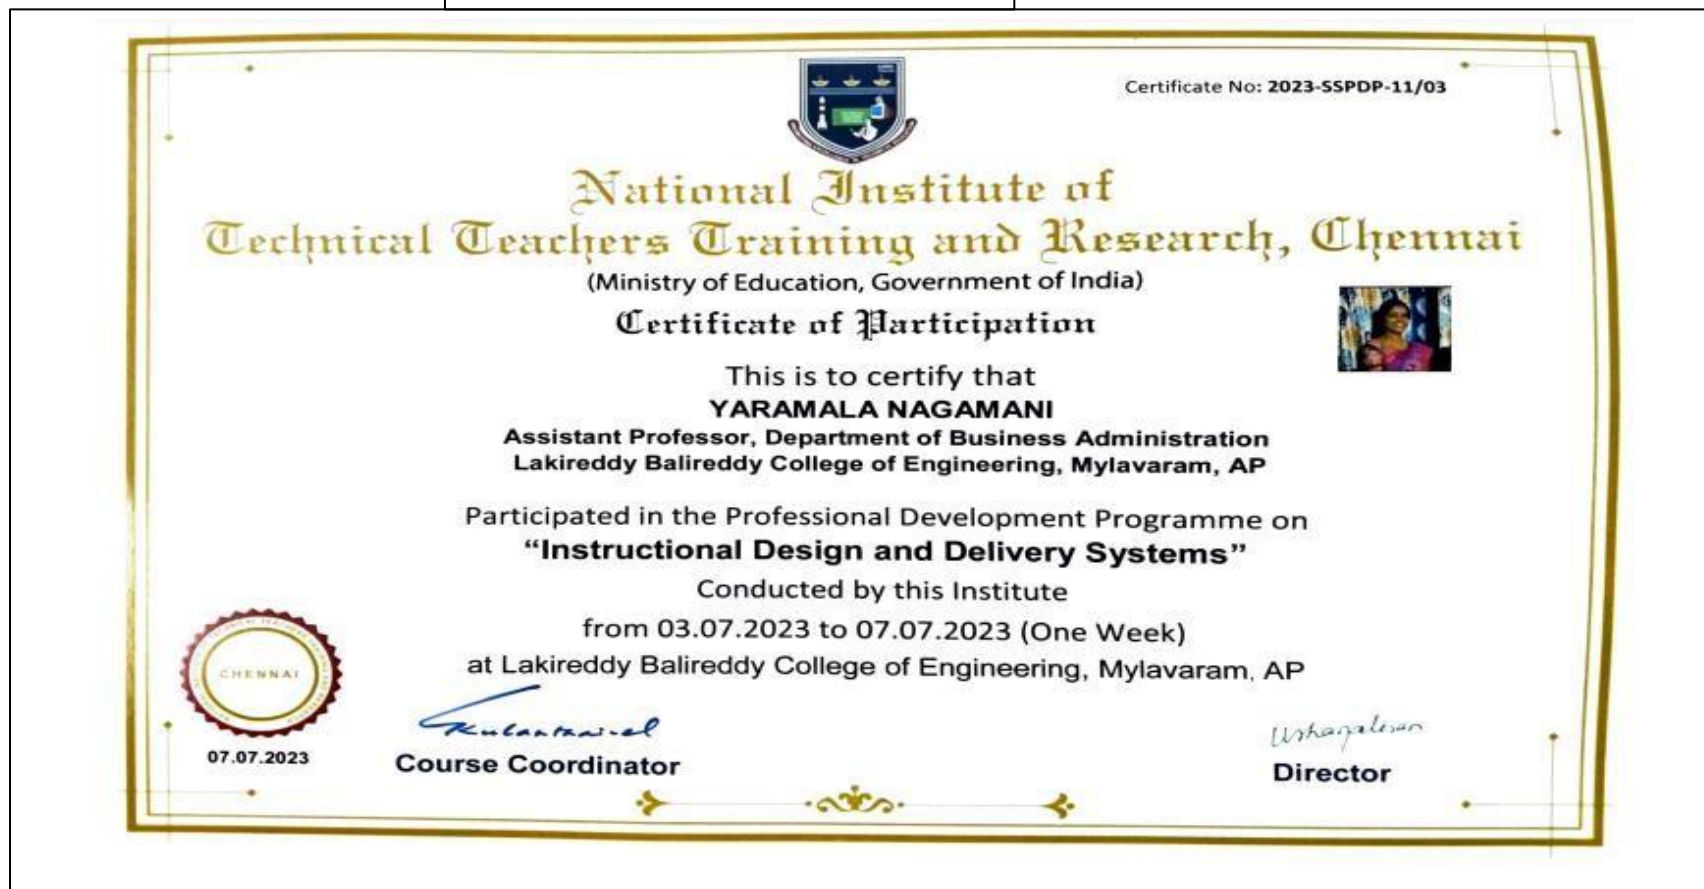 Certificate No: 2023-SSPDP-11/03
National Institute of
Technical Teachers Training and Research, Chennai
(Ministry of Education, Government of India)
Certificate of Participation
This is to certify that
YARAMALA NAGAMANI
Assistant Professor, Department of Business Administration
Lakireddy Balireddy College of Engineering, Mylavaram, AP
Participated in the Professional Development Programme on
“Instructional Design and Delivery Systems”
Conducted by this Institute
from 03.07.2023 to 07.07.2023 (One Week)
at Lakireddy Balireddy College of Engineering, Mylavaram, AP
CHENNAI
07.07.2023
Course Coordinator
Director